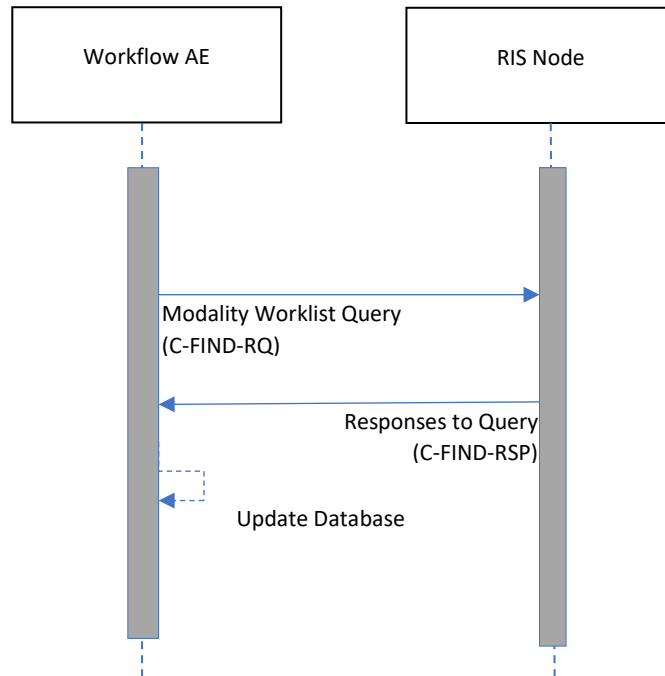 Workflow AE
RIS Node
Modality Worklist Query
(C-FIND-RQ)
Responses to Query
(C-FIND-RSP)
Update Database